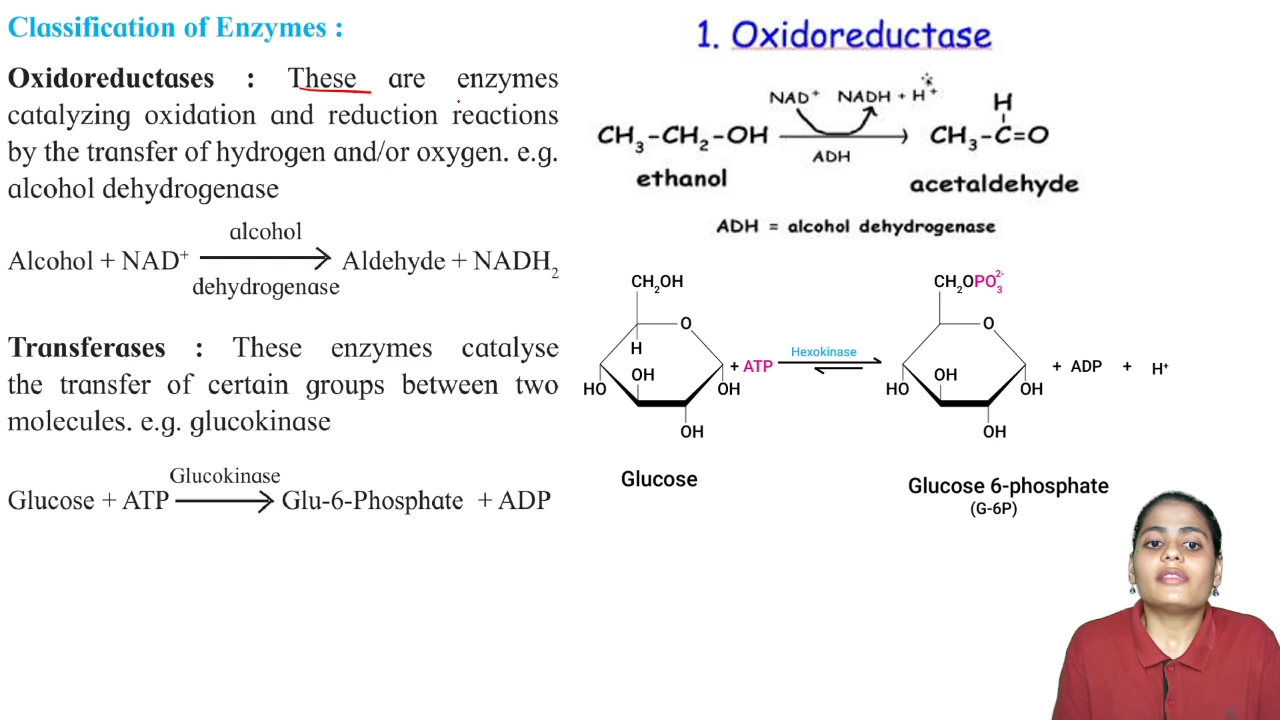 Classification of Enzymes :
Oxidoreductases : These are enzymes
catalyzing oxidation and reduction reactions
by the transfer of hydrogen and/or oxygen. e.g.
alcohol dehydrogenase
alcohol
Alcohol + NAD⁺ → Aldehyde + NADH₂
dehydrogenase
Transferases : These enzymes catalyse
the transfer of certain groups between two
molecules. e.g. glucokinase
Glucokinase
Glucose + ATP → Glu-6-Phosphate + ADP
1. Oxidoreductase
NAD⁺ NADH + H⁺
H
CH₃-CH₂-OH → CH₃-C=O
ADH
ethanol acetaldehyde
ADH = alcohol dehydrogenase
CH₂OH CH₂OPO₃²⁻
O O
H
Hexokinase
+ ATP + ADP + H⁺
OH OH
HO OH HO OH
OH OH
Glucose Glucose 6-phosphate
(G-6P)